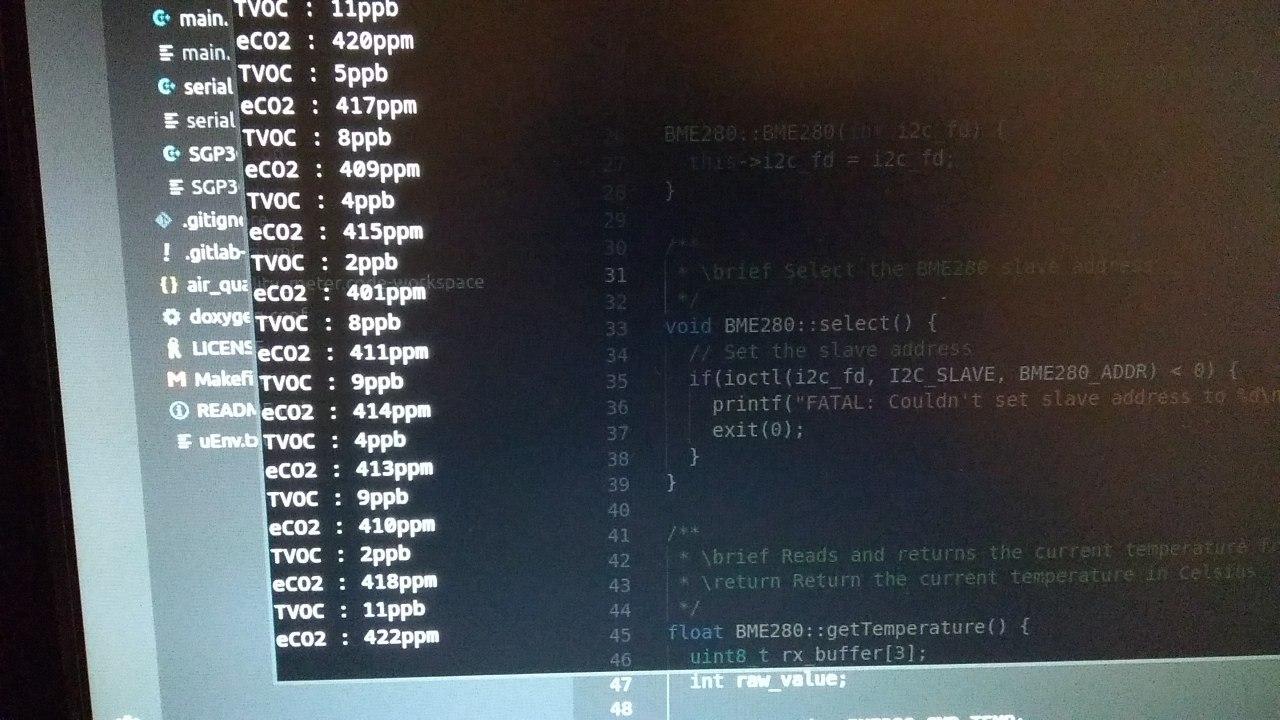 main.
main.
serial
serial
SGP3
SGP3
.gitigno
.gitlab-
air_qua
meter.code-workspace
doxyge
LICENS
Makefi
READM
uEnv.b
TVOC : 11ppb
eCO2 : 420ppm
TVOC : 5ppb
eCO2 : 417ppm
TVOC : 8ppb
eCO2 : 409ppm
TVOC : 4ppb
eCO2 : 415ppm
TVOC : 2ppb
eCO2 : 401ppm
TVOC : 8ppb
eCO2 : 411ppm
TVOC : 9ppb
eCO2 : 414ppm
TVOC : 4ppb
eCO2 : 413ppm
TVOC : 9ppb
eCO2 : 410ppm
TVOC : 2ppb
eCO2 : 418ppm
TVOC : 11ppb
eCO2 : 422ppm
26 BME280::BME280(int i2c_fd) {
27 this->i2c_fd = i2c_fd;
28 }
29
30 /**
31 * \brief Select the BME280 slave addre
32 */
33 void BME280::select() {
34 // Set the slave address
35 if(ioctl(i2c_fd, I2C_SLAVE, BME280_ADDR) < 0) {
36 printf("FATAL: Couldn't set slave address to %d\n
37 exit(0);
38 }
39 }
40
41 /**
42 * \brief Reads and returns the current temperature f
43 * \return Return the current temperature in Celsius
44 */
45 float BME280::getTemperature() {
46 uint8_t rx_buffer[3];
47 int raw_value;
48